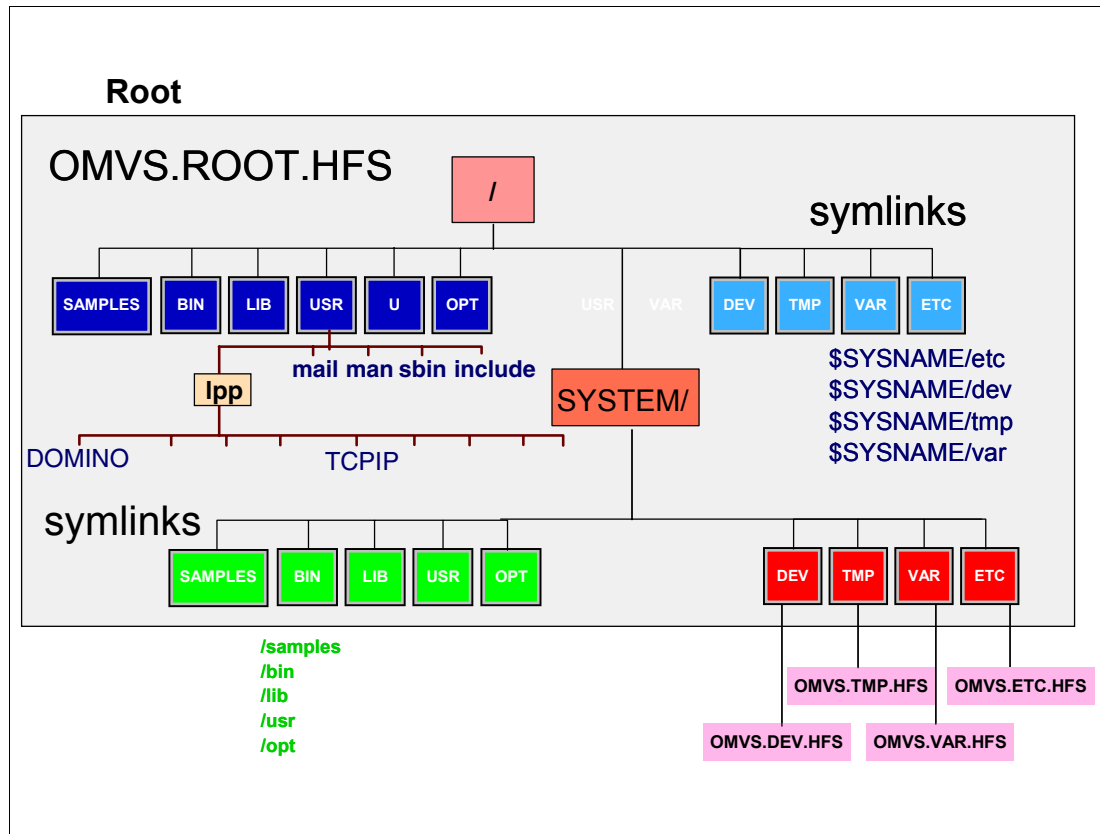 Root
OMVS.ROOT.HFS
/
symlinks
SAMPLES BIN LIB USR U OPT USR VAR DEV TMP VAR ETC
mail man sbin include
lpp
SYSTEM/
$SYSNAME/etc
$SYSNAME/dev
$SYSNAME/tmp
$SYSNAME/var
DOMINO TCPIP
symlinks
SAMPLES BIN LIB USR OPT DEV TMP VAR ETC
/samples
/bin
/lib
/usr
/opt
OMVS.TMP.HFS OMVS.ETC.HFS
OMVS.DEV.HFS OMVS.VAR.HFS